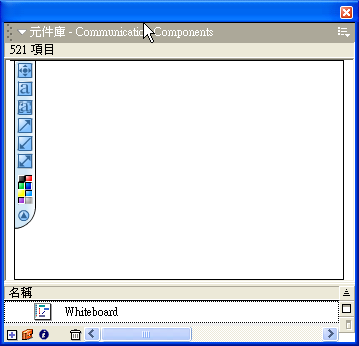 元件庫 - Communication Components
521 項目
a
a
名稱
Whiteboard